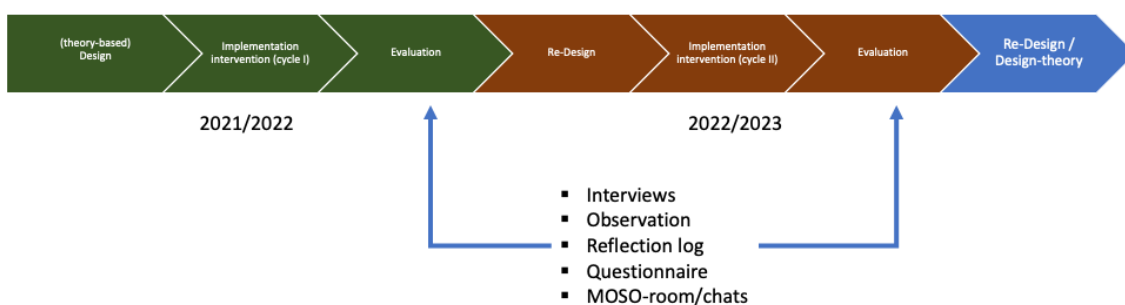 (theory-based)
Design
Implementation
intervention (cycle I)
Evaluation
Re-Design
Implementation
intervention (cycle II)
Evaluation
Re-Design /
Design-theory
2021/2022
2022/2023
▪ Interviews
▪ Observation
▪ Reflection log
▪ Questionnaire
▪ MOSO-room/chats